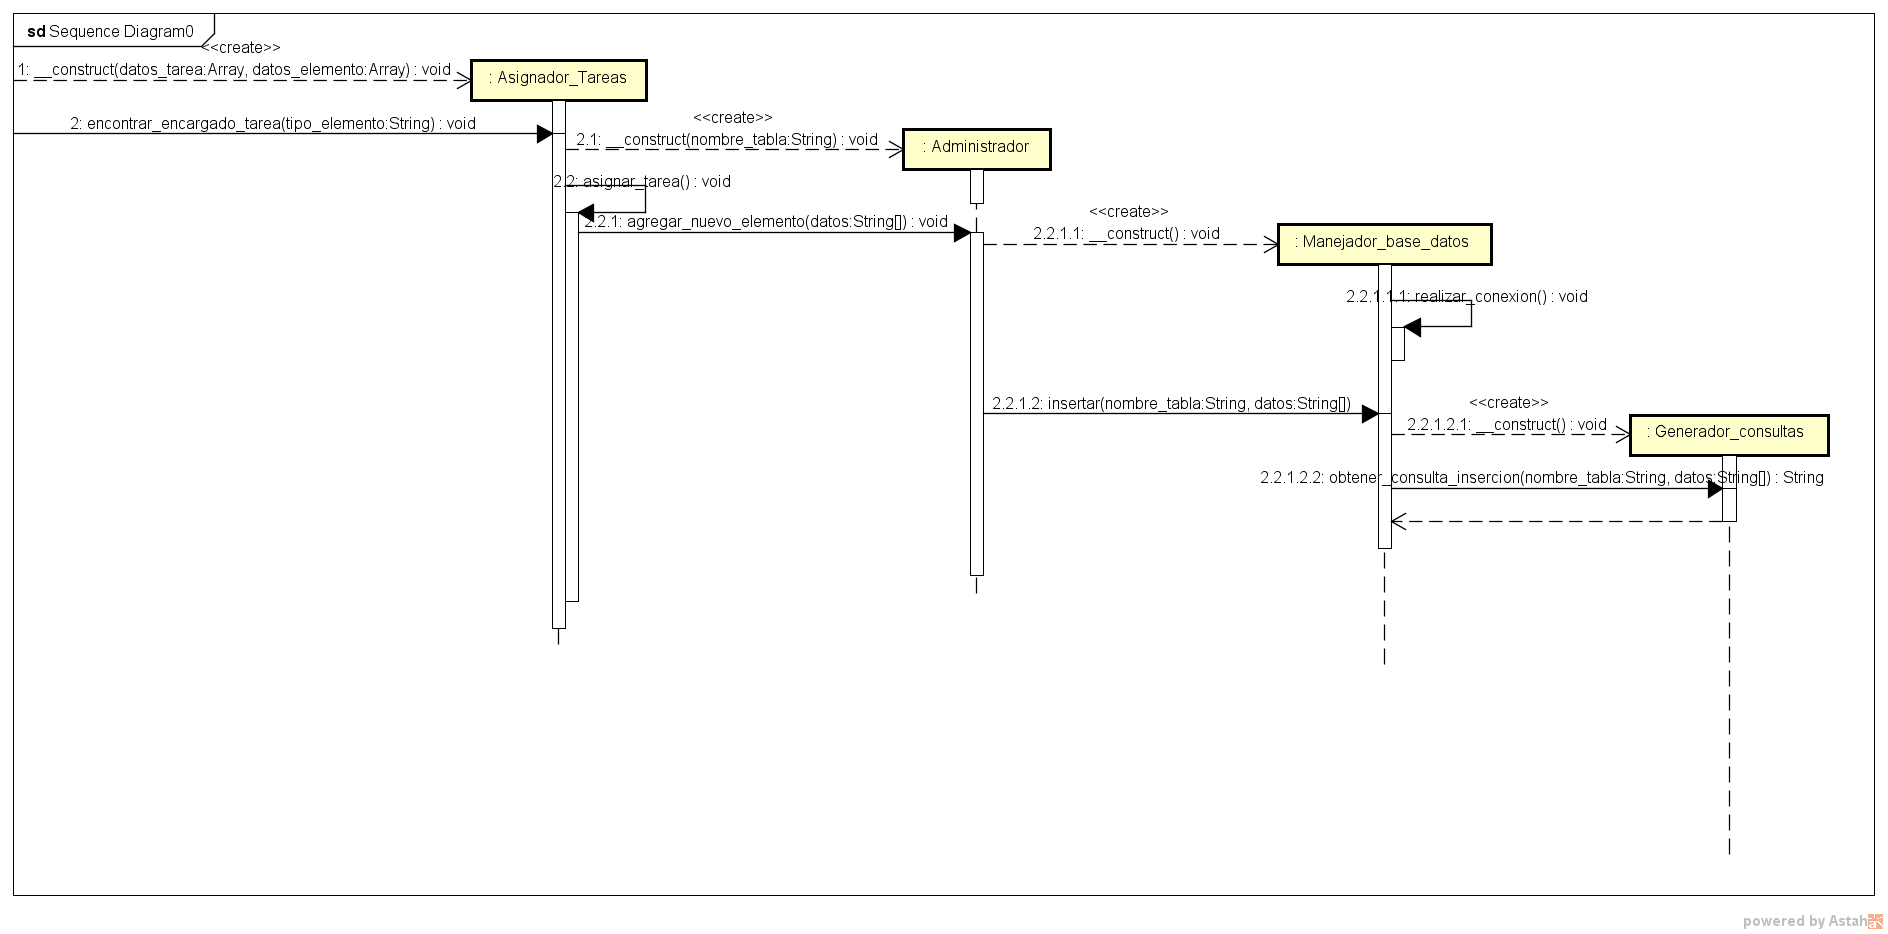 sd Sequence Diagram0
<<create>>
1: __construct(datos_tarea:Array, datos_elemento:Array) : void
: Asignador_Tareas
2: encontrar_encargado_tarea(tipo_elemento:String) : void
<<create>>
2.1: __construct(nombre_tabla:String) : void
: Administrador
2.2: asignar_tarea() : void
2.2.1: agregar_nuevo_elemento(datos:String[]) : void
<<create>>
2.2.1.1: __construct() : void
: Manejador_base_datos
2.2.1.1.1: realizar_conexion() : void
2.2.1.2: insertar(nombre_tabla:String, datos:String[])
<<create>>
2.2.1.2.1: __construct() : void
: Generador_consultas
2.2.1.2.2: obtener_consulta_insercion(nombre_tabla:String, datos:String[]) : String
powered by Astah